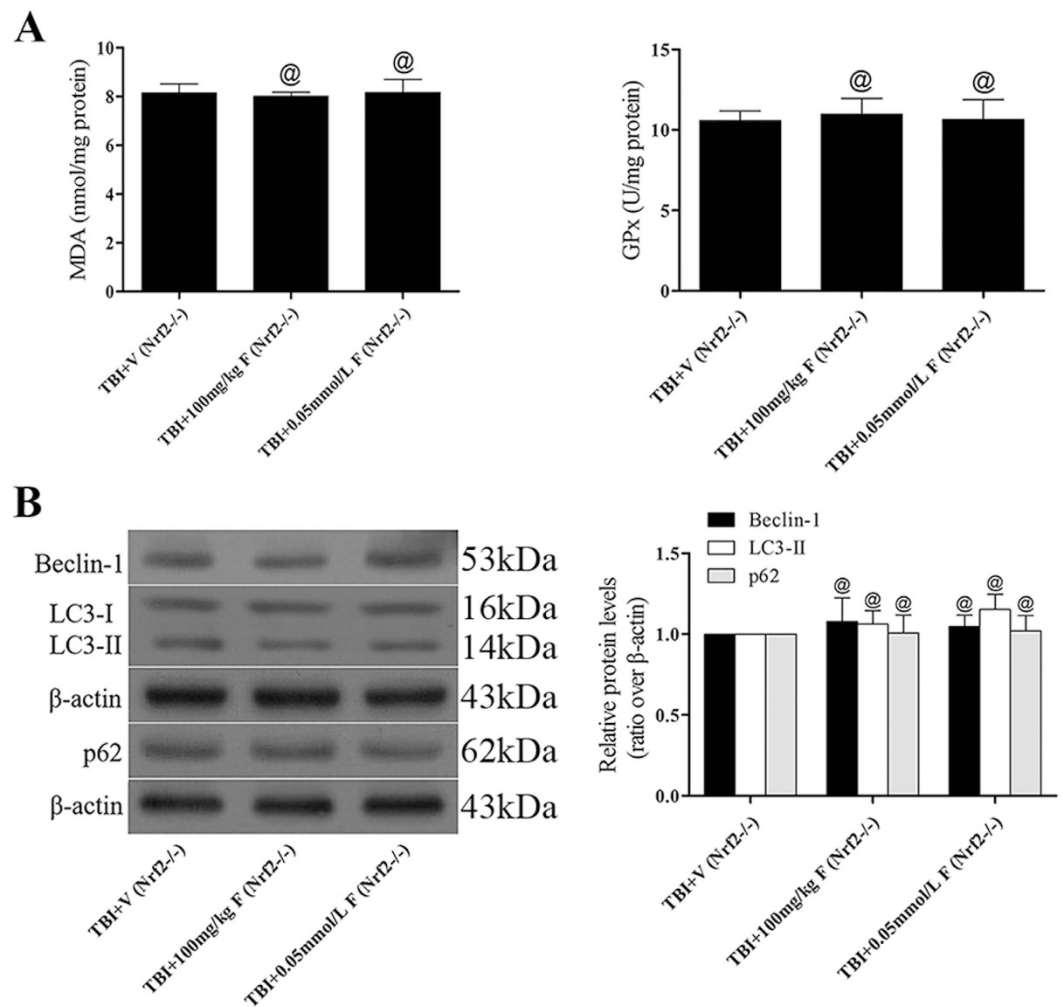 A
MDA (nmol/mg protein)
10
8
6
4
2
0
@
@
TBI+V (Nrf2-/-)
TBI+100mg/kg F (Nrf2-/-)
TBI+0.05mmol/L F (Nrf2-/-)
GPx (U/mg protein)
15
10
5
0
@
@
TBI+V (Nrf2-/-)
TBI+100mg/kg F (Nrf2-/-)
TBI+0.05mmol/L F (Nrf2-/-)
B
Beclin-1 53kDa
LC3-I 16kDa
LC3-II 14kDa
β-actin 43kDa
p62 62kDa
β-actin 43kDa
TBI+V (Nrf2-/-)
TBI+100mg/kg F (Nrf2-/-)
TBI+0.05mmol/L F (Nrf2-/-)
Beclin-1
LC3-II
p62
Relative protein levels
(ratio over β-actin)
1.5
1.0
0.5
0.0
@ @ @
@ @ @
TBI+V (Nrf2-/-)
TBI+100mg/kg F (Nrf2-/-)
TBI+0.05mmol/L F (Nrf2-/-)